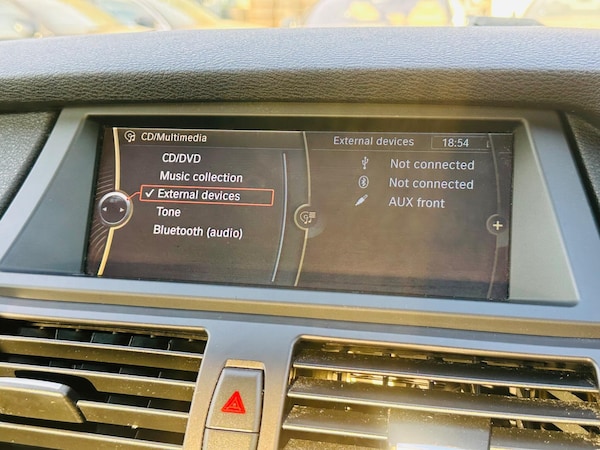 CD/Multimedia
CD/DVD
Music collection
✓ External devices
Tone
Bluetooth (audio)
External devices 18:54
Not connected
Not connected
AUX front